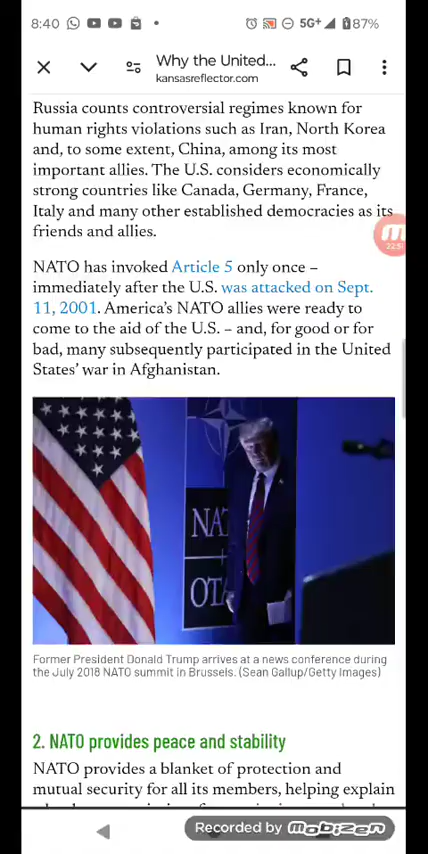 8:40
5G+ 87%
Why the United...
kansasreflector.com
Russia counts controversial regimes known for
human rights violations such as Iran, North Korea
and, to some extent, China, among its most
important allies. The U.S. considers economically
strong countries like Canada, Germany, France,
Italy and many other established democracies as its
friends and allies.
22:51
NATO has invoked Article 5 only once –
immediately after the U.S. was attacked on Sept.
11, 2001. America's NATO allies were ready to
come to the aid of the U.S. – and, for good or for
bad, many subsequently participated in the United
States' war in Afghanistan.
NAT
OTA
Former President Donald Trump arrives at a news conference during
the July 2018 NATO summit in Brussels. (Sean Gallup/Getty Images)
2. NATO provides peace and stability
NATO provides a blanket of protection and
mutual security for all its members, helping explain
Recorded by Mobizen